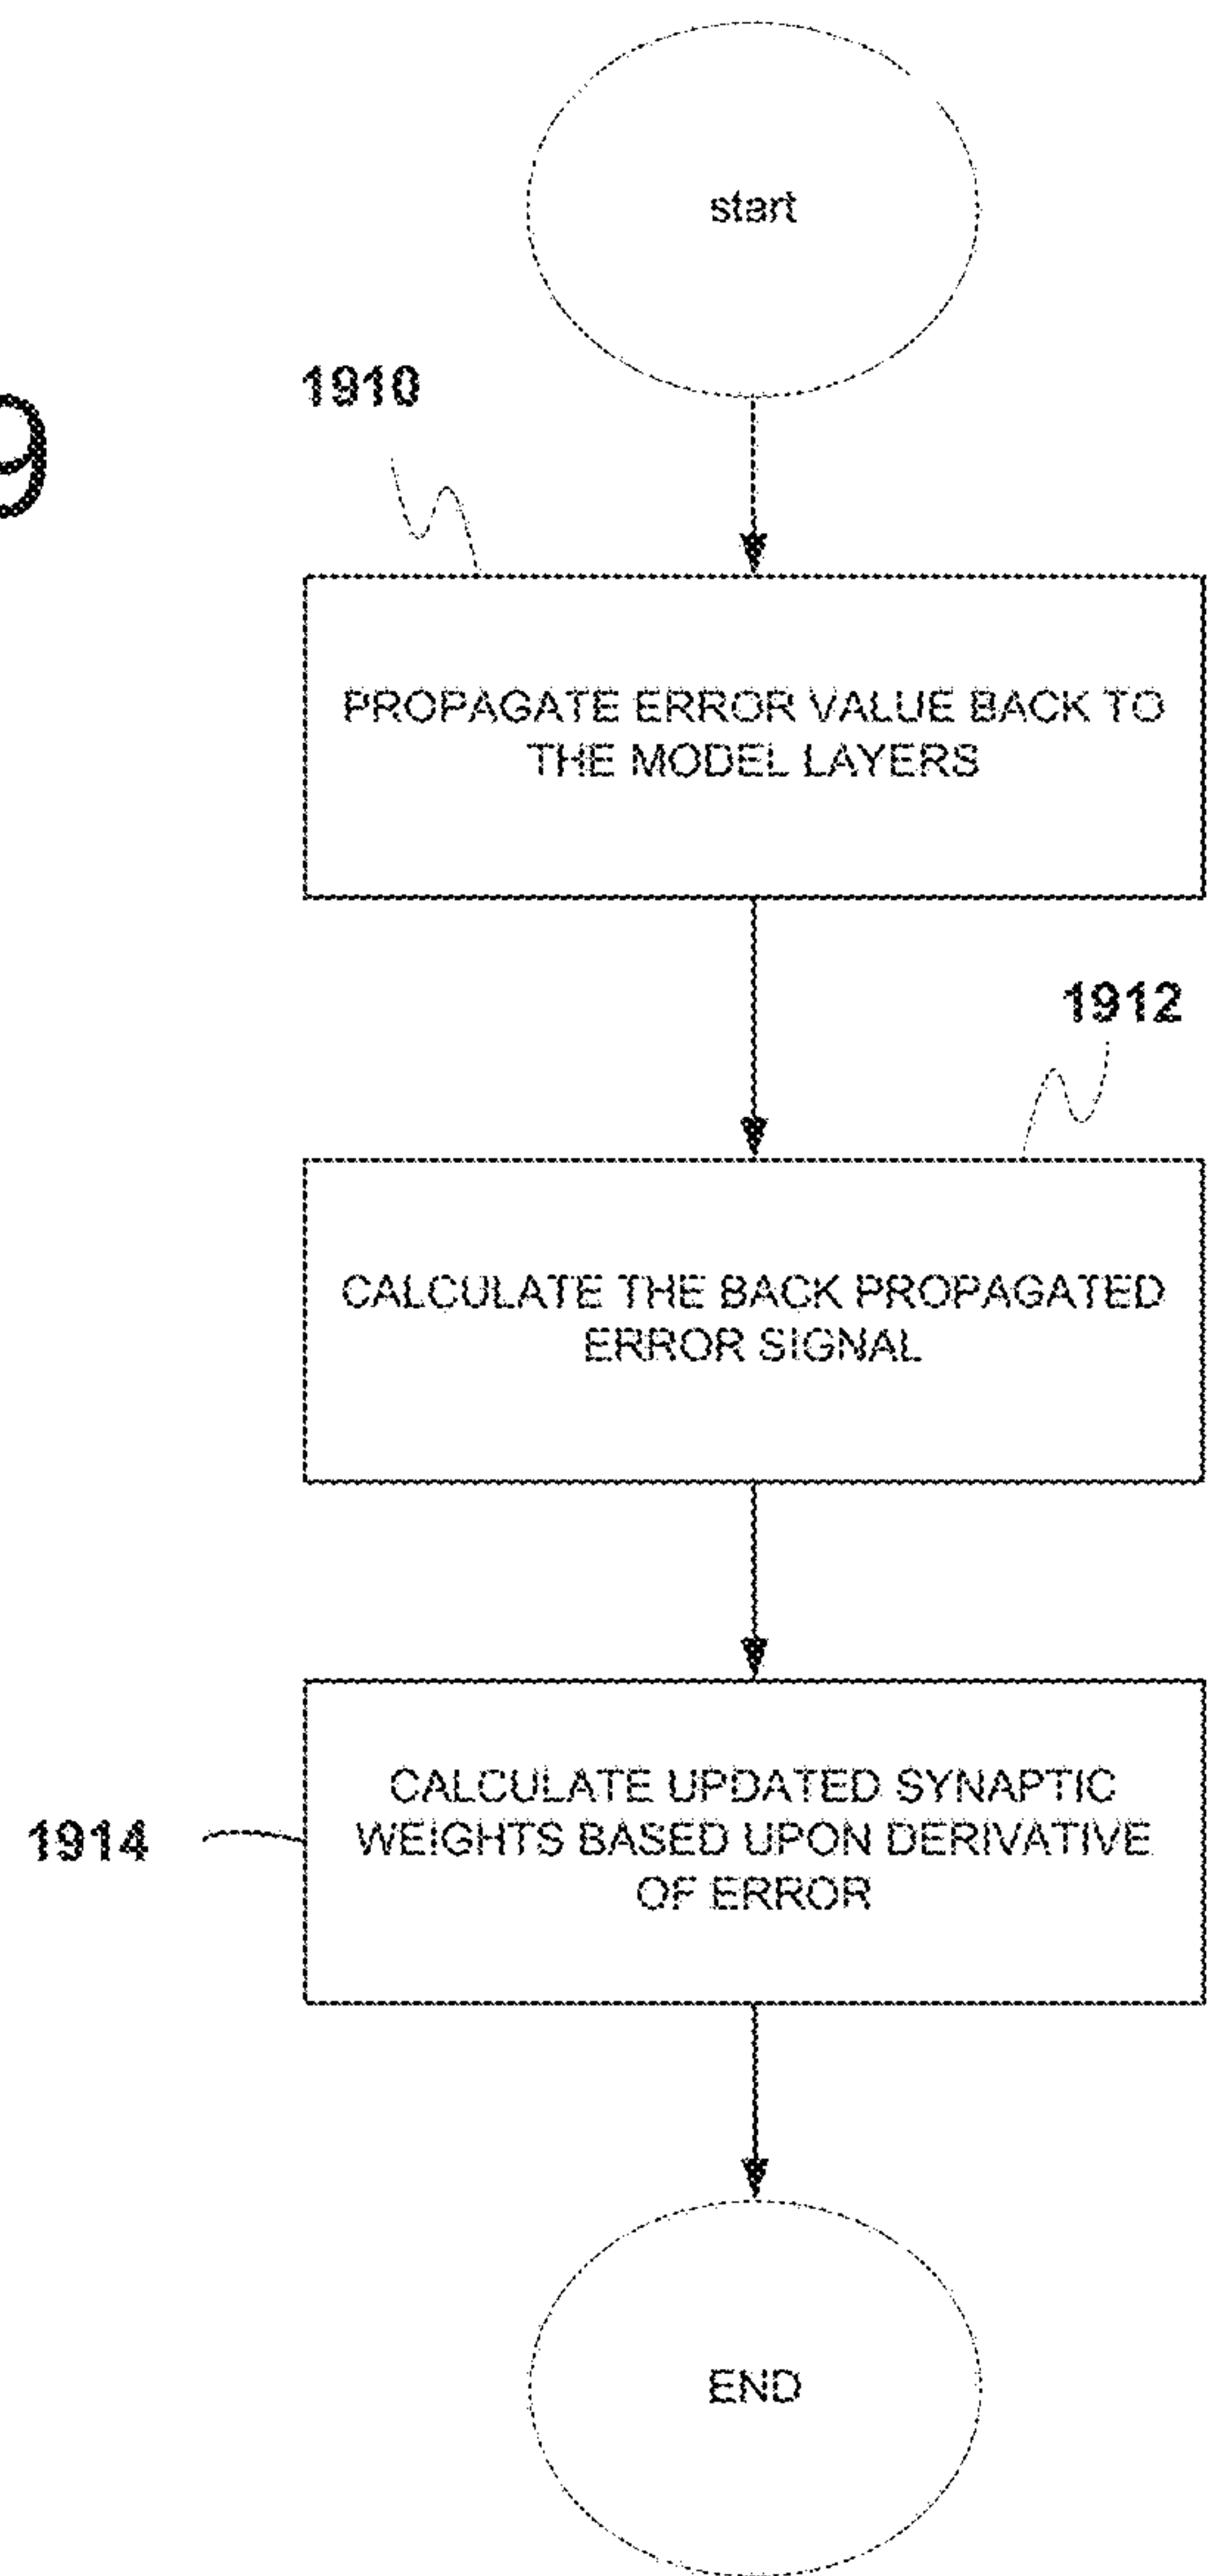 start
9
1910
PROPAGATE ERROR VALUE BACK TO
THE MODEL LAYERS
1912
CALCULATE THE BACK PROPAGATED
ERROR SIGNAL
CALCULATE UPDATED SYNAPTIC
WEIGHTS BASED UPON DERIVATIVE
OF ERROR
1914
END